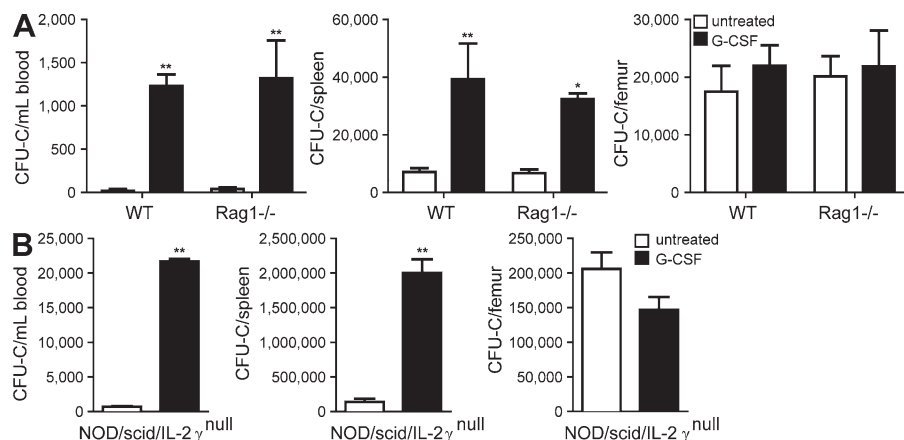 A
CFU-C/mL blood
2,000
1,500
1,000
500
0
**
**
WT
Rag1-/-
CFU-C/spleen
60,000
40,000
20,000
0
**
*
WT
Rag1-/-
CFU-C/femur
30,000
20,000
10,000
0
untreated
G-CSF
WT
Rag1-/-
B
CFU-C/mL blood
25,000
20,000
15,000
10,000
5,000
0
**
NOD/scid/IL-2 γ null
CFU-C/spleen
2,500,000
2,000,000
1,500,000
1,000,000
500,000
0
**
NOD/scid/IL-2 γ null
CFU-C/femur
250,000
200,000
150,000
100,000
50,000
0
untreated
G-CSF
NOD/scid/IL-2 γ null